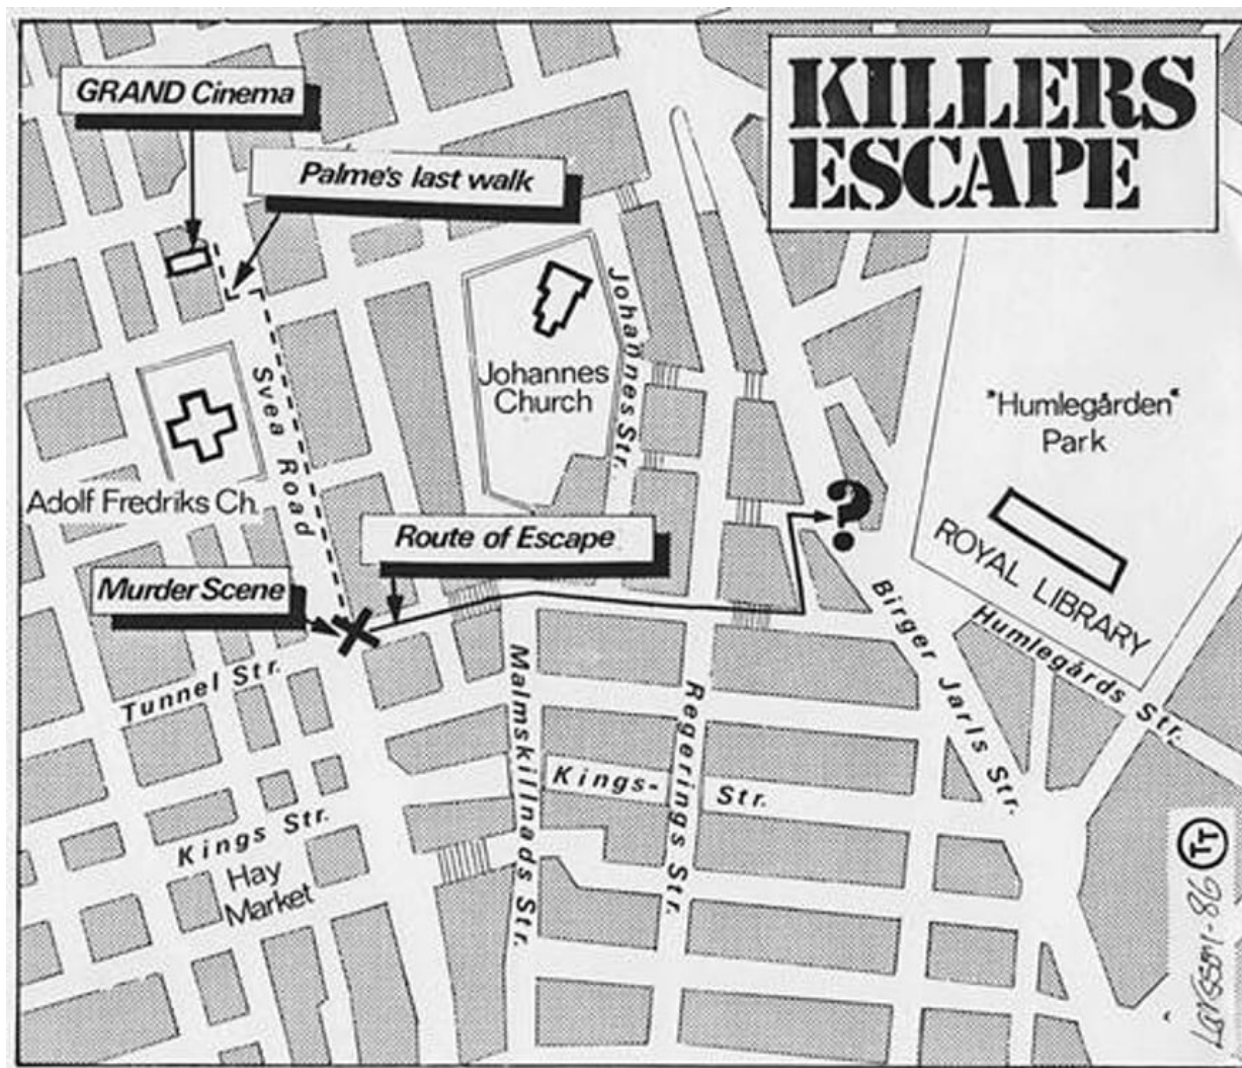 KILLERS
ESCAPE
GRAND Cinema
Palme's last walk
Johannes Str.
Johannes
Church
Svea Road
"Humlegården"
Park
Adolf Fredriks Ch.
Route of Escape
?
ROYAL LIBRARY
Murder Scene
Birger Jarls Str.
Humlegårds Str.
Tunnel Str.
Malmskillnads Str.
Regerings Str.
Kings- Str.
Kings Str.
Hay
Market
TT
Larsson-86